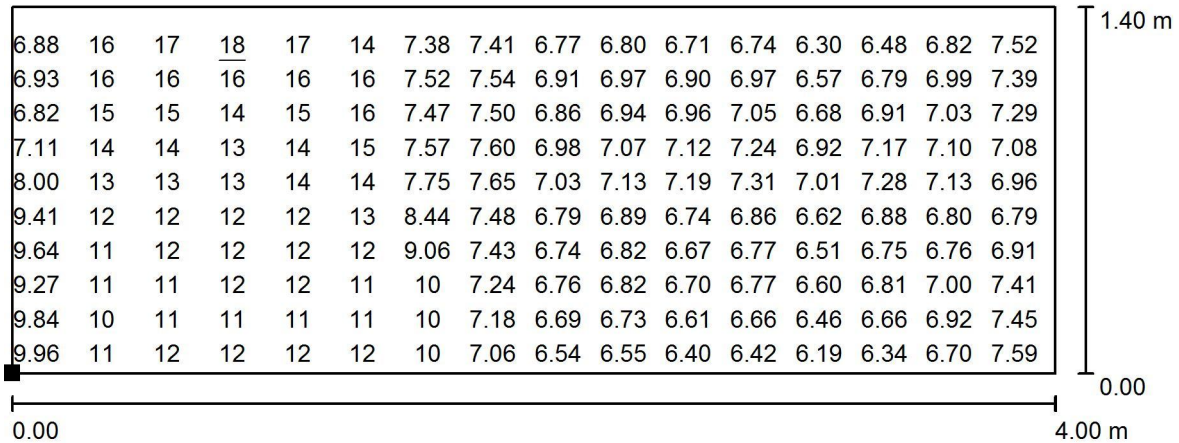 1.40 m
6.88 16 17 18 17 14 7.38 7.41 6.77 6.80 6.71 6.74 6.30 6.48 6.82 7.52
6.93 16 16 16 16 16 7.52 7.54 6.91 6.97 6.90 6.97 6.57 6.79 6.99 7.39
6.82 15 15 14 15 16 7.47 7.50 6.86 6.94 6.96 7.05 6.68 6.91 7.03 7.29
7.11 14 14 13 14 15 7.57 7.60 6.98 7.07 7.12 7.24 6.92 7.17 7.10 7.08
8.00 13 13 13 14 14 7.75 7.65 7.03 7.13 7.19 7.31 7.01 7.28 7.13 6.96
9.41 12 12 12 12 13 8.44 7.48 6.79 6.89 6.74 6.86 6.62 6.88 6.80 6.79
9.64 11 12 12 12 12 9.06 7.43 6.74 6.82 6.67 6.77 6.51 6.75 6.76 6.91
9.27 11 11 12 12 11 10 7.24 6.76 6.82 6.70 6.77 6.60 6.81 7.00 7.41
9.84 10 11 11 11 11 10 7.18 6.69 6.73 6.61 6.66 6.46 6.66 6.92 7.45
9.96 11 12 12 12 12 10 7.06 6.54 6.55 6.40 6.42 6.19 6.34 6.70 7.59
0.00
0.00 4.00 m